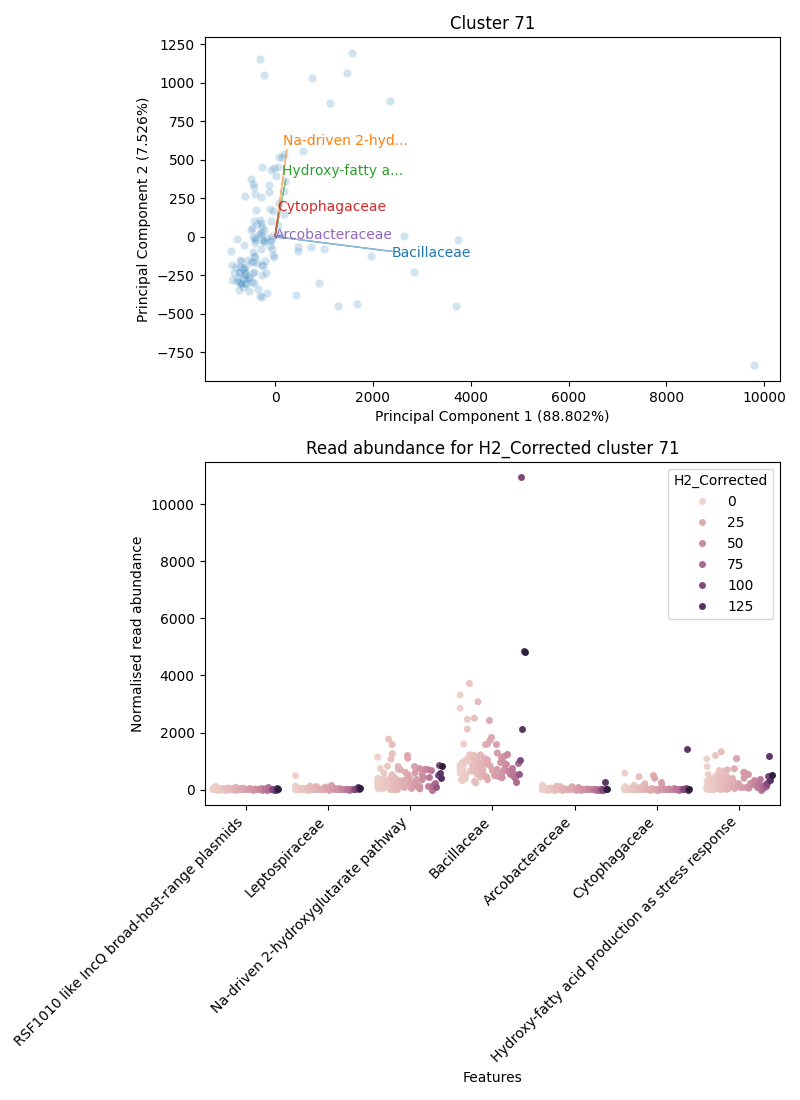 Cluster 71
Principal Component 2 (7.526%)
1250
1000
750
500
250
0
−250
−500
−750
Na-driven 2-hyd...
Hydroxy-fatty a...
Cytophagaceae
Arcobacteraceae
Bacillaceae
0
2000
4000
6000
8000
10000
Principal Component 1 (88.802%)
Read abundance for H2_Corrected cluster 71
Normalised read abundance
10000
8000
6000
4000
2000
0
H2_Corrected
0
25
50
75
100
125
RSF1010 like IncQ broad-host-range plasmids
Leptospiraceae
Na-driven 2-hydroxyglutarate pathway
Bacillaceae
Arcobacteraceae
Cytophagaceae
Hydroxy-fatty acid production as stress response
Features